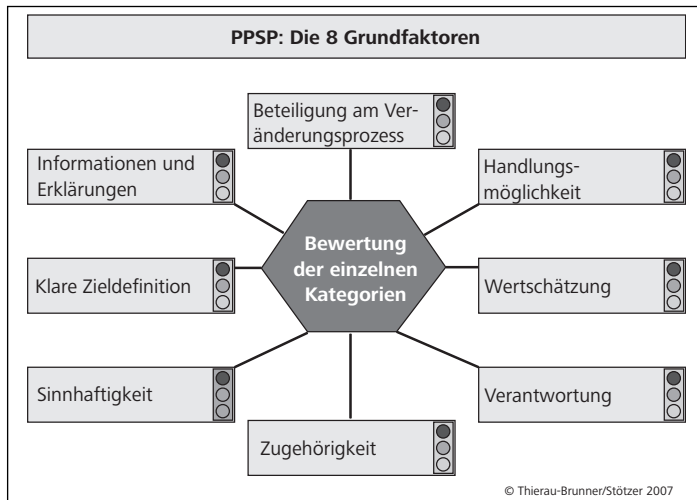 PPSP: Die 8 Grundfaktoren
Beteiligung am Ver-
änderungsprozess
Informationen und
Erklärungen
Handlungs-
möglichkeit
Bewertung
der einzelnen
Kategorien
Klare Zieldefinition
Wertschätzung
Sinnhaftigkeit
Verantwortung
Zugehörigkeit
© Thierau-Brunner/Stötzer 2007